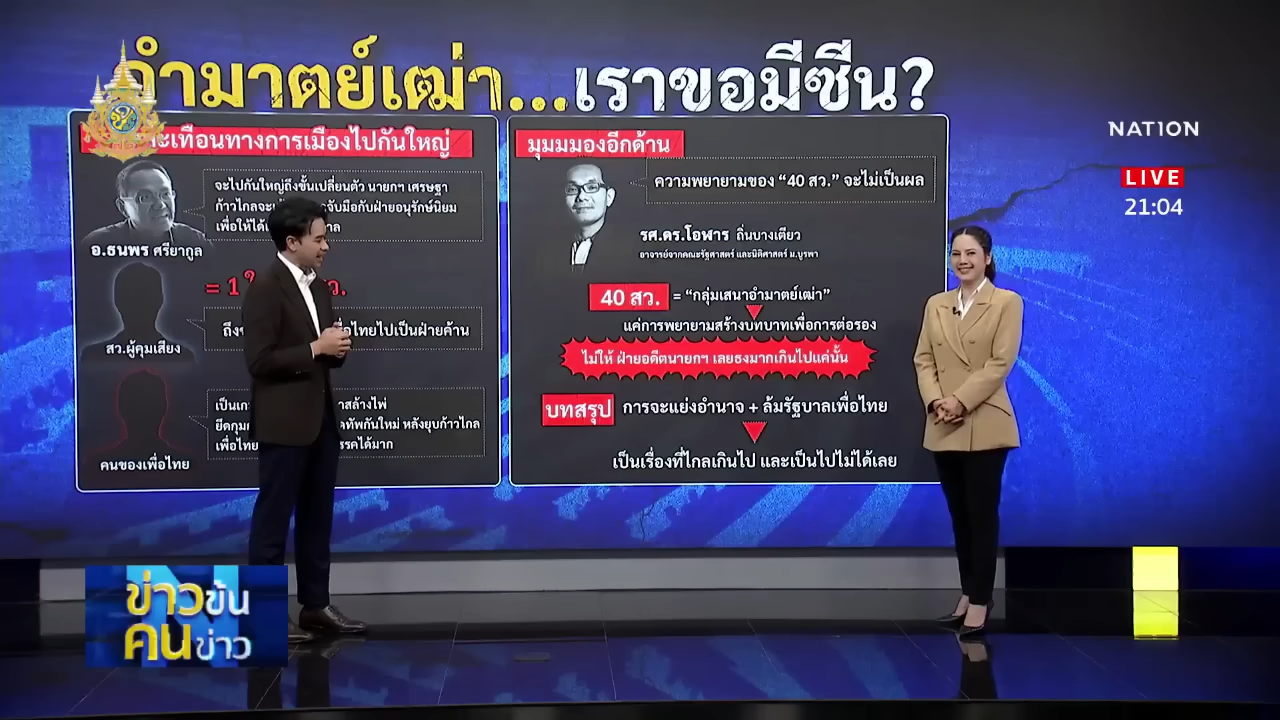 อำมาตย์เฒ่า...เราขอมีซีน?
NATION
LIVE
21:04
สะเทือนทางการเมืองไปกันใหญ่
จะไปกันใหญ่ถึงขั้นเปลี่ยนตัว นายกฯ เศรษฐา
ก้าวไกลจะ จับมือกับฝ่ายอนุรักษ์นิยม
เพื่อให้ได้ าล
อ.ธนพร ศรียากูล
= 1 ว.
ถึง เพื่อไทยไปเป็นฝ่ายค้าน
สว.ผู้คุมเสียง
เป็นเก าสล้างไพ่
ยึดกุม ดทัพกันใหม่ หลังยุบก้าวไกล
เพื่อไทย รรคได้มาก
คนของเพื่อไทย
มุมมองอีกด้าน
ความพยายามของ “40 สว.” จะไม่เป็นผล
รศ.ดร.โอฬาร ถิ่นบางเตียว
อาจารย์จากคณะรัฐศาสตร์ และนิติศาสตร์ ม.บูรพา
40 สว. = “กลุ่มเสนาอำมาตย์เฒ่า”
แค่การพยายามสร้างบทบาทเพื่อการต่อรอง
ไม่ให้ ฝ่ายอดีตนายกฯ เลยธงมากเกินไปแค่นั้น
บทสรุป การจะแย่งอำนาจ + ล้มรัฐบาลเพื่อไทย
เป็นเรื่องที่ไกลเกินไป และเป็นไปไม่ได้เลย
ข่าวข้น
คนข่าว